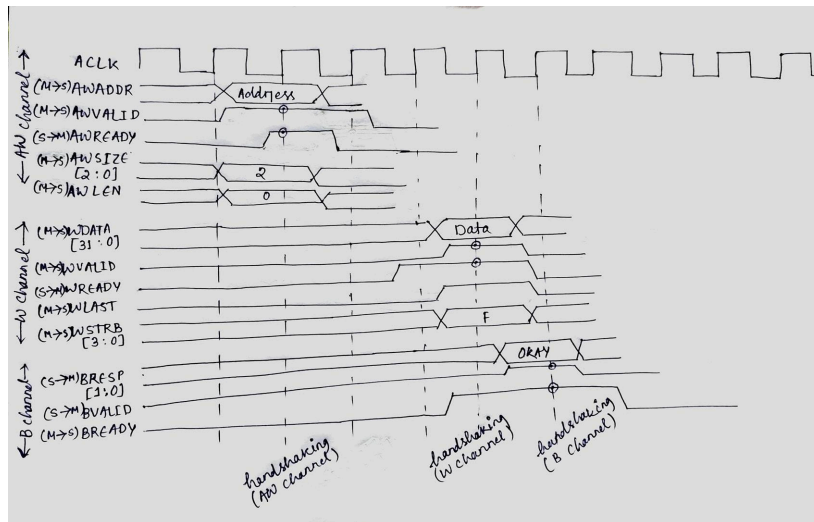 ACLK
← AW channel →
(M→S)AWADDR
Address
(M→S)AWVALID
(S→M)AWREADY
(M→S)AWSIZE
[2:0]
2
(M→S)AWLEN
0
← W channel →
(M→S)WDATA
[31:0]
Data
(M→S)WVALID
(S→M)WREADY
(M→S)WLAST
(M→S)WSTRB
[3:0]
F
← B channel →
(S→M)BRESP
[1:0]
OKAY
(S→M)BVALID
(M→S)BREADY
handshaking
(AW channel)
handshaking
(W channel)
handshaking
(B channel)